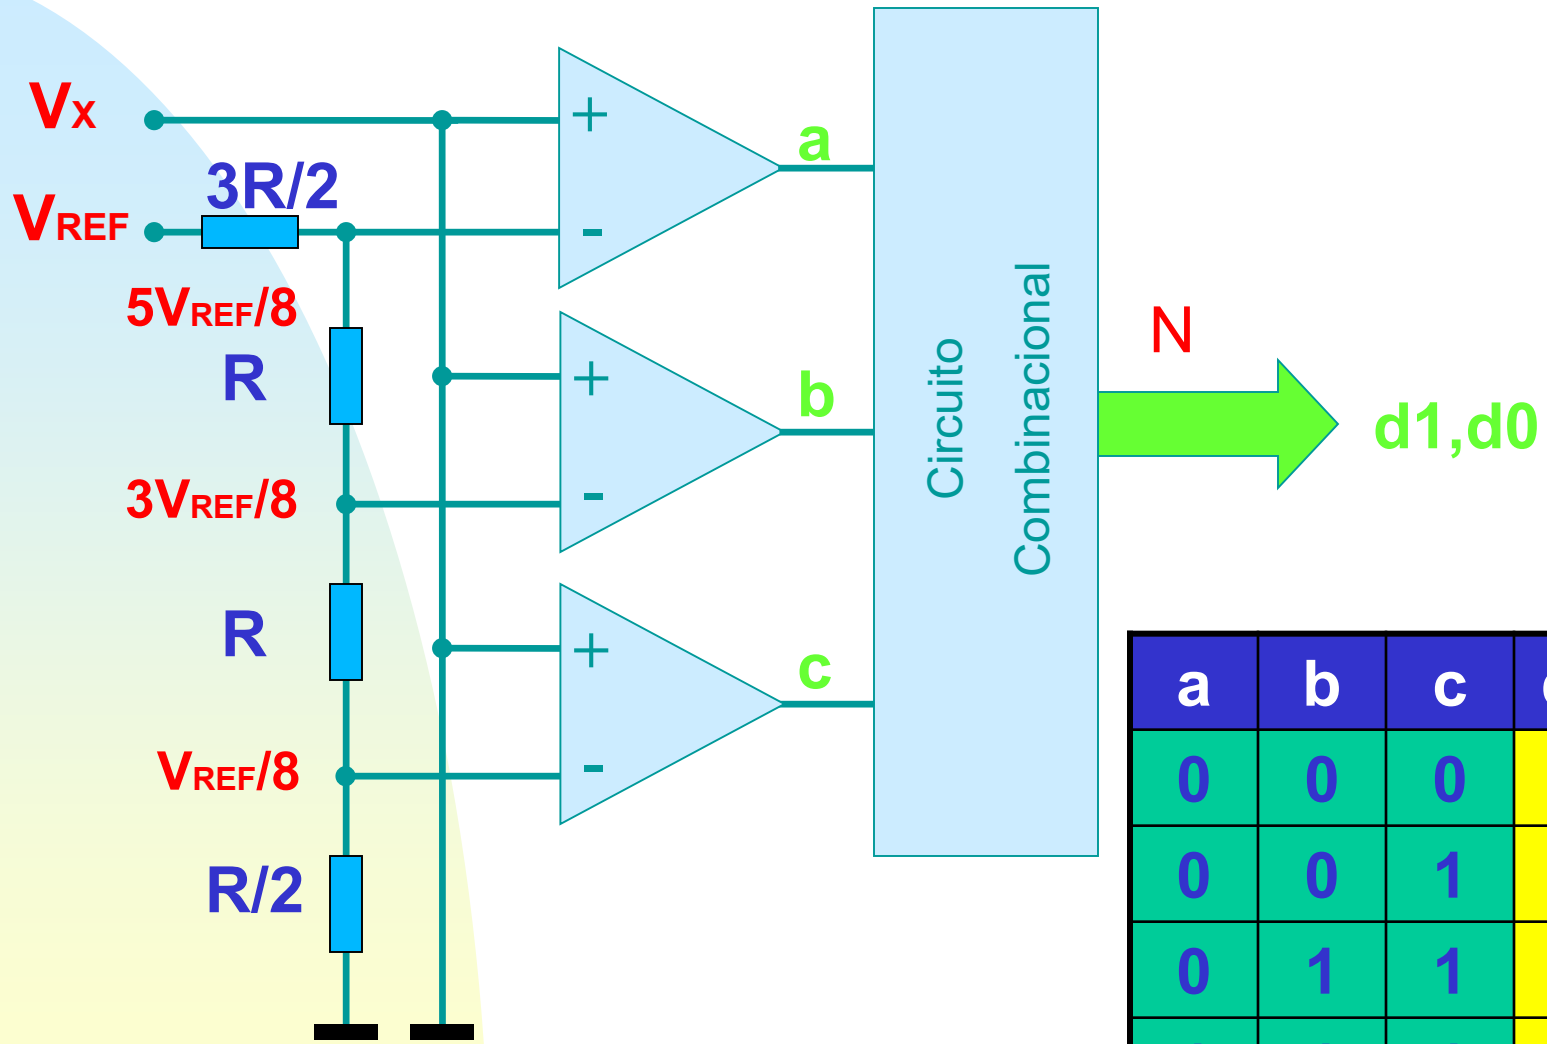 VX
3R/2
VREF
5VREF/8
R
3VREF/8
R
VREF/8
R/2
+
-
+
-
+
-
a
b
c
Circuito
Combinacional
N
d1,d0
a b c
0 0 0
0 0 1
0 1 1